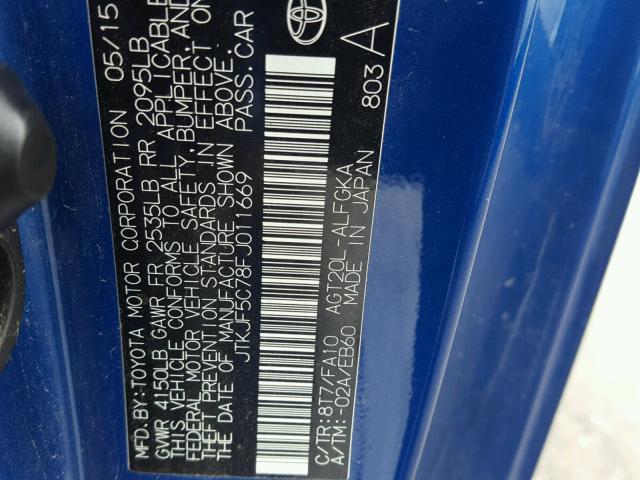 MFD.BY:TOYOTA MOTOR CORPORATION 05/15
GVWR 4150LB GAWR FR 2535LB RR 2095LB
THIS VEHICLE CONFORMS TO ALL APPLICABLE
FEDERAL MOTOR VEHICLE SAFETY, BUMPER, AND
THEFT PREVENTION STANDARDS IN EFFECT ON
THE DATE OF MANUFACTURE SHOWN ABOVE.
JTKJF5C78FJ011669 PASS.CAR
C/TR:8T7/FA10 AGT20L-ALFGKA
A/TM:-02A/EB60 MADE IN JAPAN
803 A